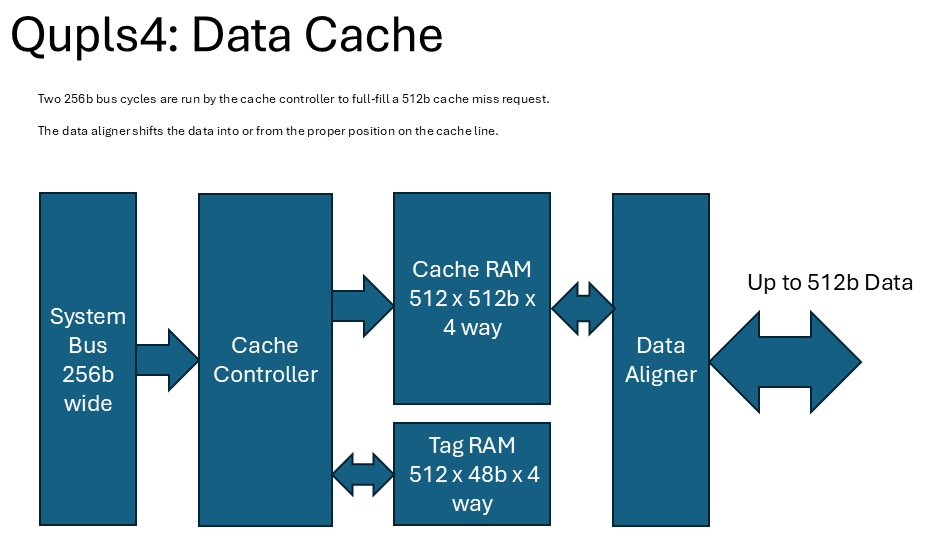 Qupls4: Data Cache
Two 256b bus cycles are run by the cache controller to full-fill a 512b cache miss request.
The data aligner shifts the data into or from the proper position on the cache line.
System
Bus
256b
wide
Cache
Controller
Cache RAM
512 x 512b x
4 way
Tag RAM
512 x 48b x 4
way
Data
Aligner
Up to 512b Data